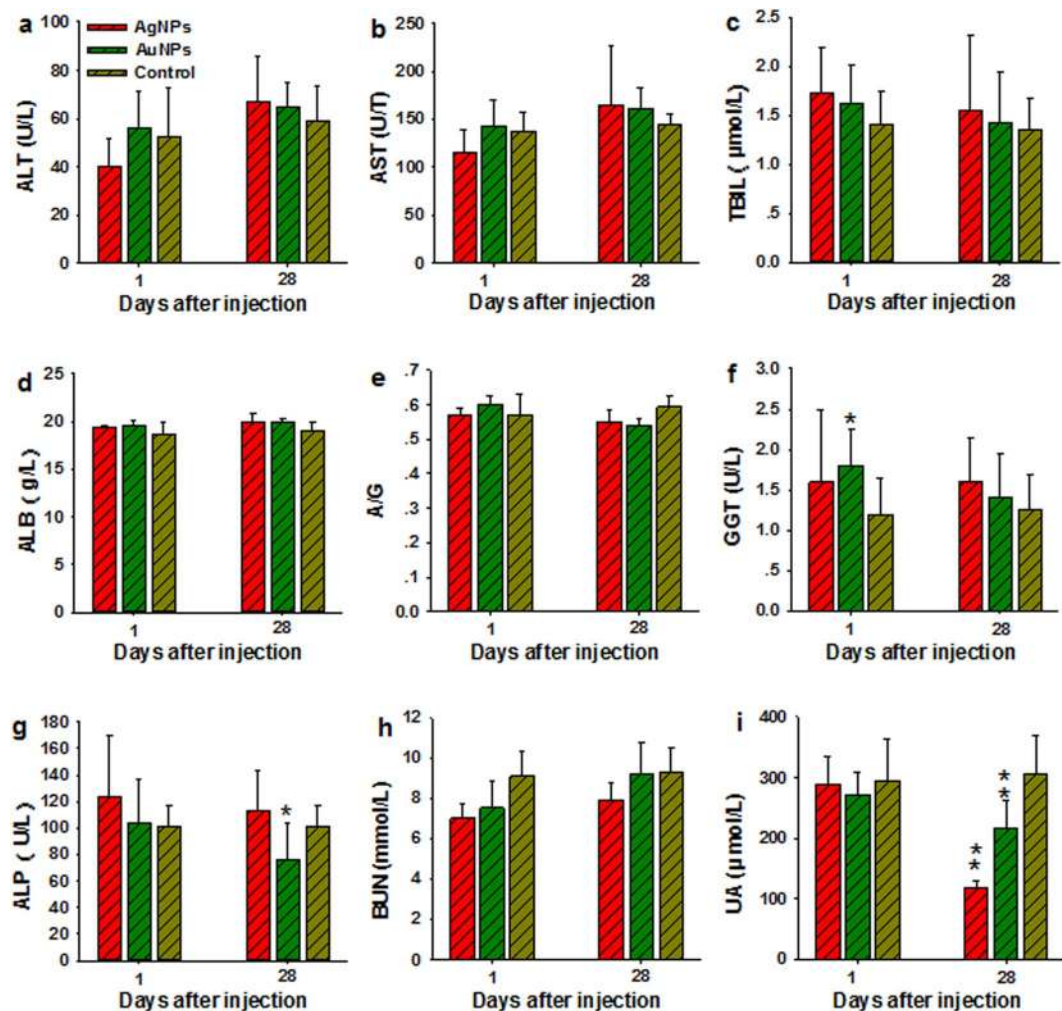 a
ALT (U/L)
100
80
60
40
20
0
AgNPs
AuNPs
Control
1
28
Days after injection
b
AST (U/T)
250
200
150
100
50
0
1
28
Days after injection
c
TBIL ( µmol/L)
2.5
2.0
1.5
1.0
.5
0.0
1
28
Days after injection
d
ALB ( g/L)
25
20
15
10
5
0
1
28
Days after injection
e
A/G
.7
.6
.5
.4
.3
.2
.1
0.0
1
28
Days after injection
f
GGT (U/L)
3.0
2.5
2.0
1.5
1.0
.5
0.0
*
1
28
Days after injection
g
ALP ( U/L)
180
160
140
120
100
80
60
40
20
0
*
1
28
Days after injection
h
BUN (mmol/L)
12
10
8
6
4
2
0
1
28
Days after injection
i
UA (µmol/L)
400
300
200
100
0
**
**
1
28
Days after injection